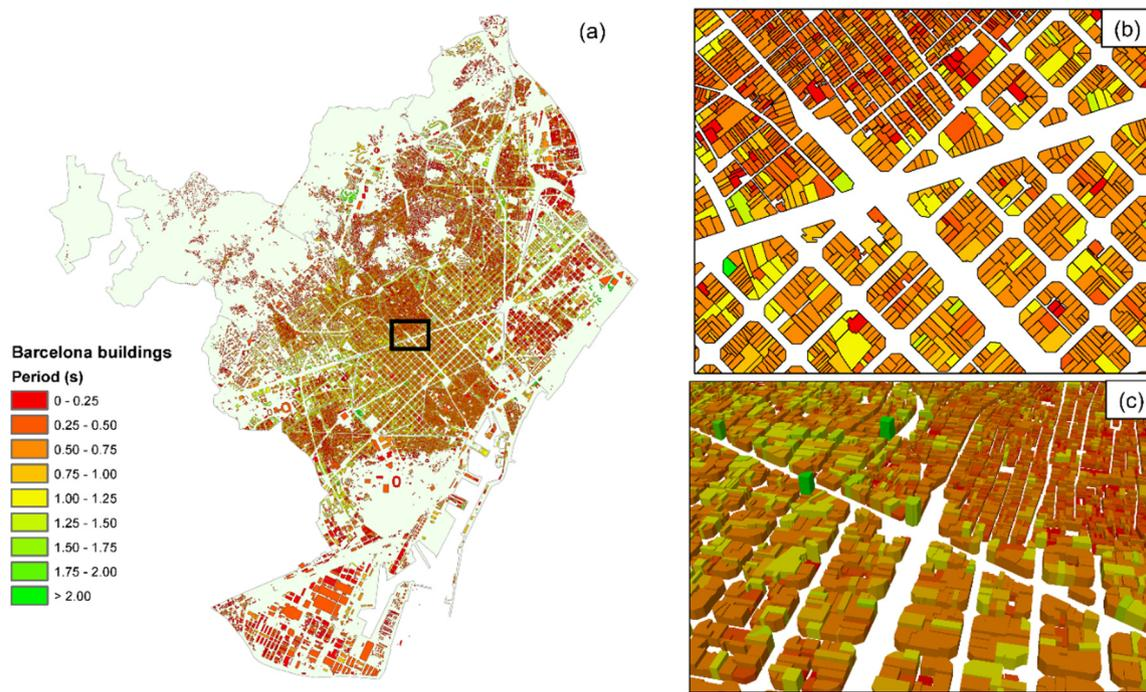 (a)
(b)
(c)
Barcelona buildings
Period (s)
0 - 0.25
0.25 - 0.50
0.50 - 0.75
0.75 - 1.00
1.00 - 1.25
1.25 - 1.50
1.50 - 1.75
1.75 - 2.00
> 2.00